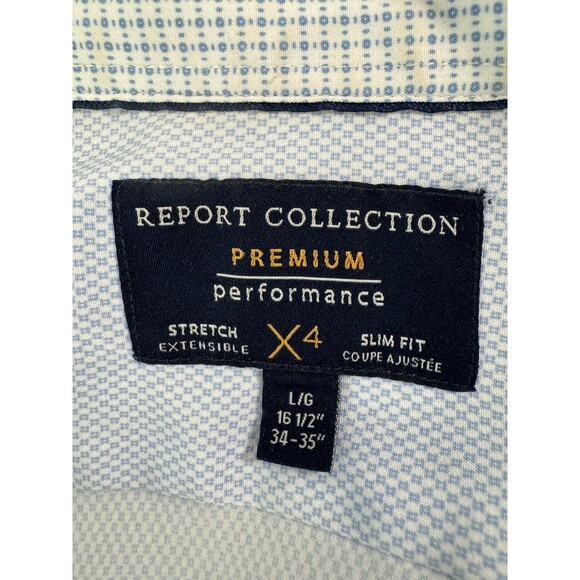 REPORT COLLECTION
PREMIUM
performance
STRETCH
EXTENSIBLE
X4
SLIM FIT
COUPE AJUSTÉE
L/G
16 1/2"
34-35"